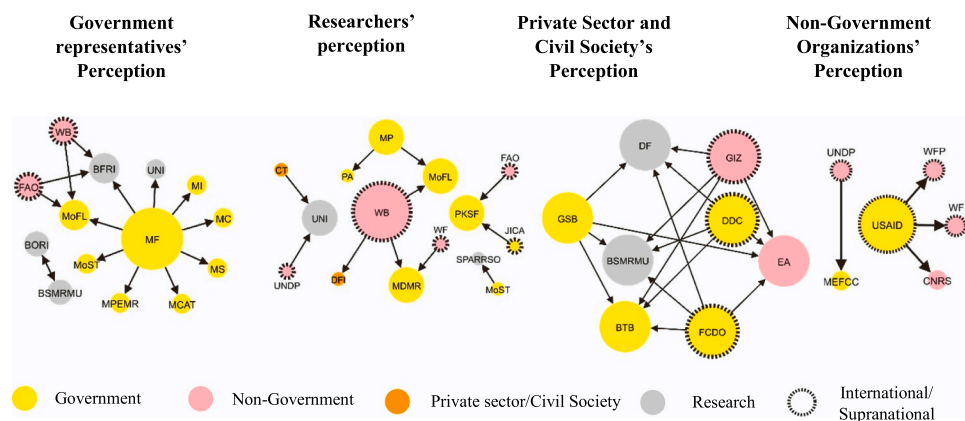 Government
representatives'
Perception
Researchers'
perception
Private Sector and
Civil Society's
Perception
Non-Government
Organizations'
Perception
WB
BFRI
UNI
FAO
MoFL
MI
MC
MF
BORI
MoST
MS
BSMRMU
MPEMR
MCAT
MP
CT
PA
MoFL
FAO
UNI
WB
PKSF
WF
JICA
SPARRSO
UNDP
DFI
MDMR
MoST
DF
GIZ
GSB
DDC
BSMRMU
EA
BTB
FCDO
UNDP
WFP
USAID
WF
MEFCC
CNRS
Government
Non-Government
Private sector/Civil Society
Research
International/
Supranational